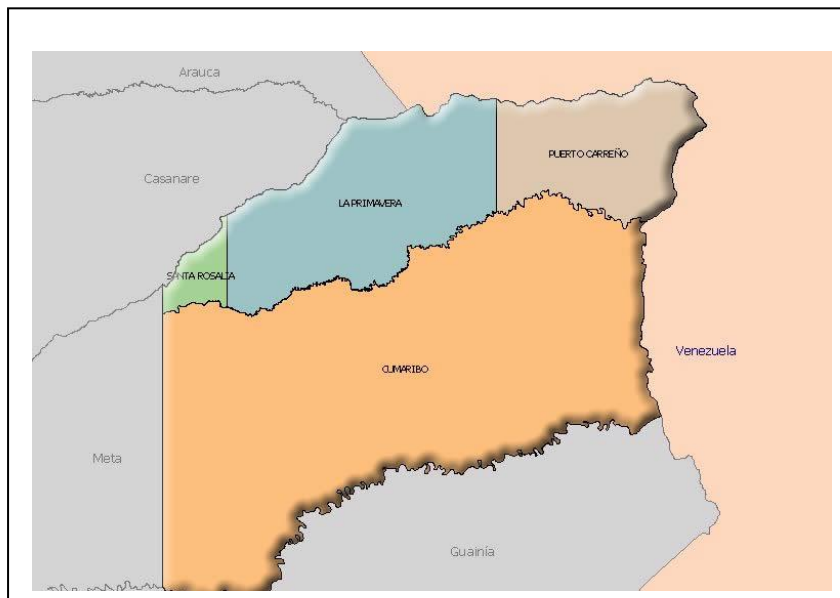 Arauca
PUERTO CARREÑO
Casanare
LA PRIMAVERA
SANTA ROSALIA
Venezuela
CUMARIBO
Meta
Guainía